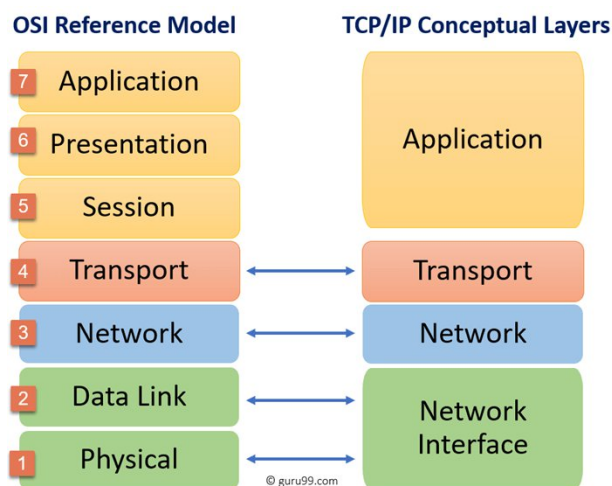 OSI Reference Model
TCP/IP Conceptual Layers
7 Application
6 Presentation
5 Session
Application
4 Transport
Transport
3 Network
Network
2 Data Link
1 Physical
Network
Interface
© guru99.com